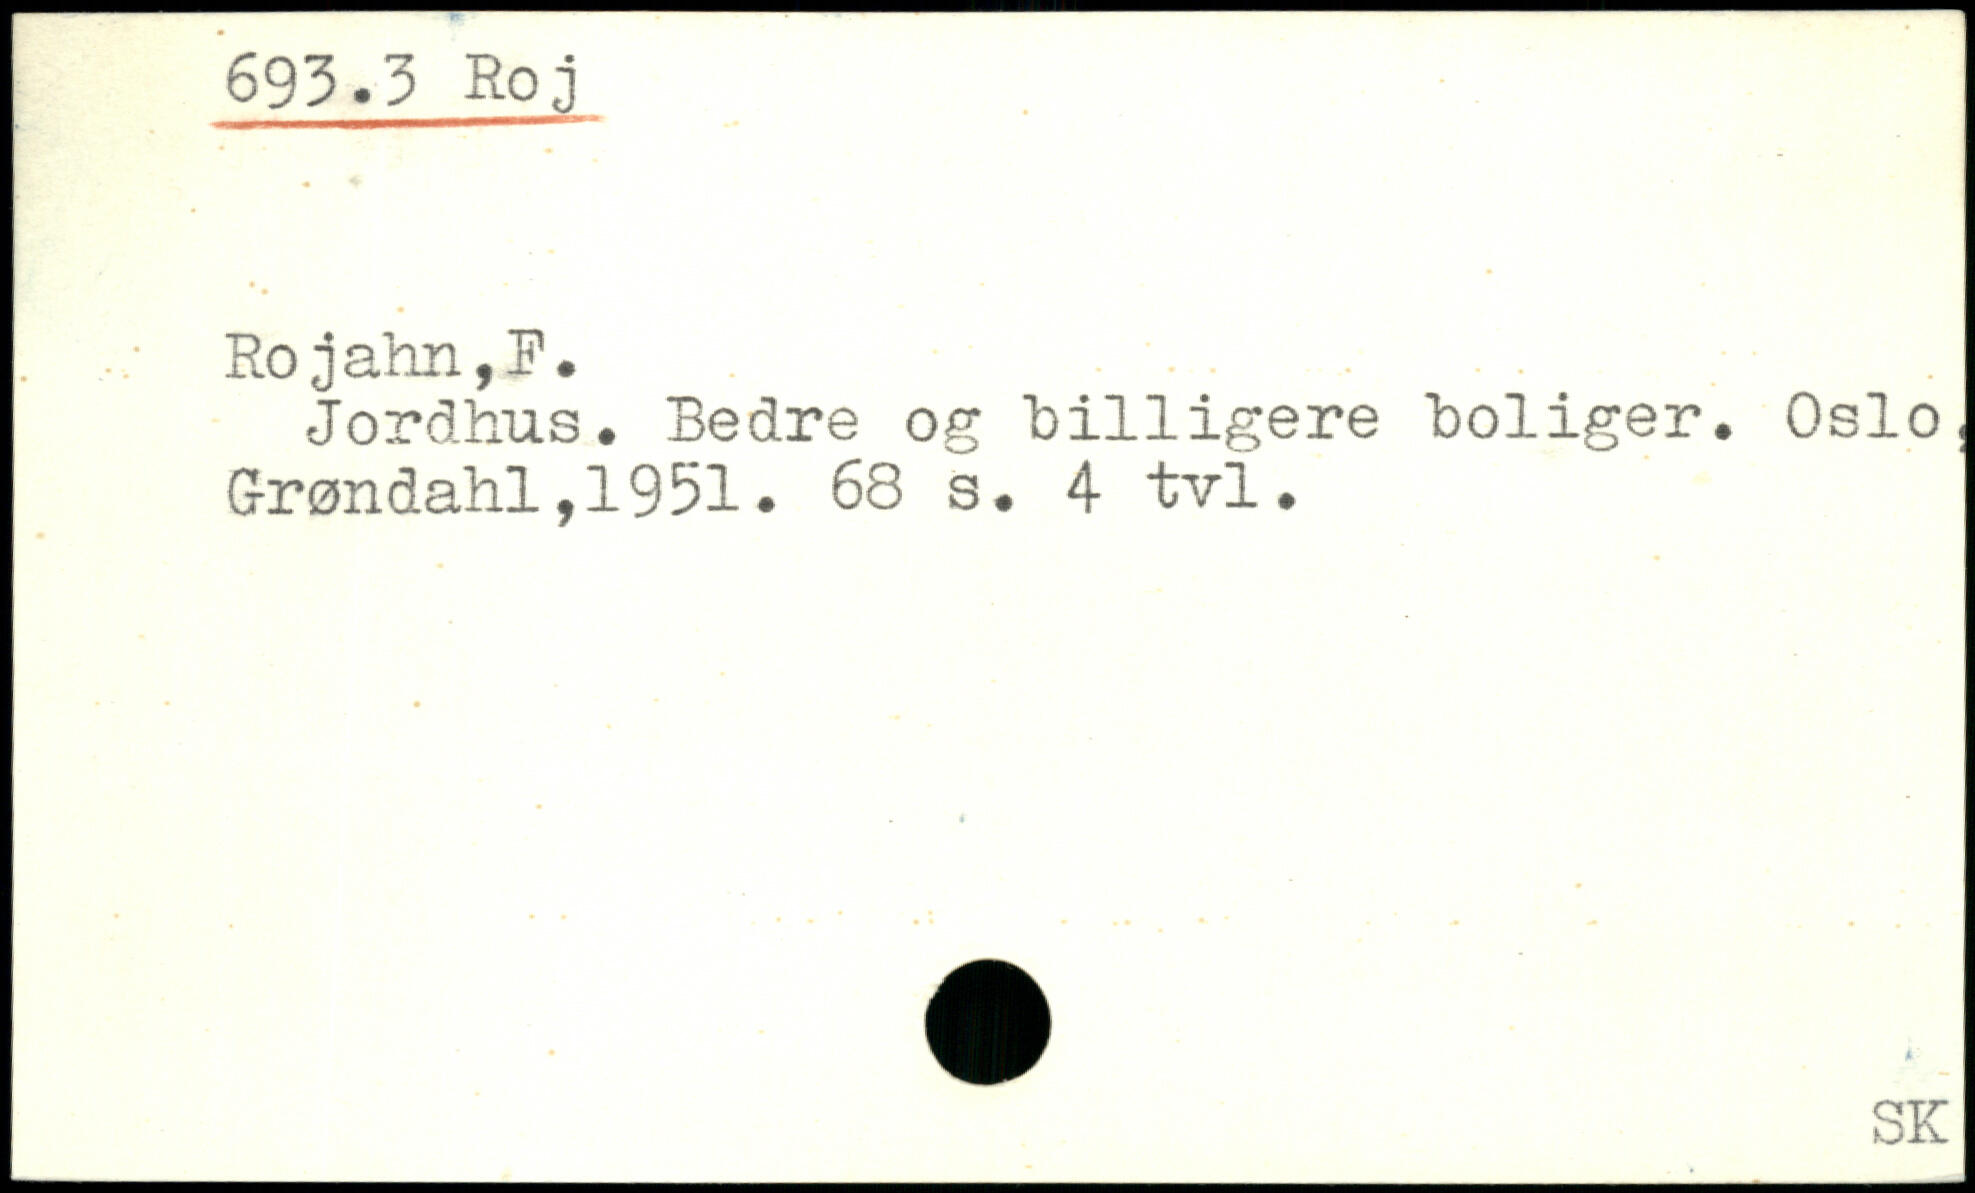 693.3 Roj
Rojahn,F.
Jordhus. Bedre og billigere boliger. Oslo,
Grøndahl,1951. 68 s. 4 tvl.
SK